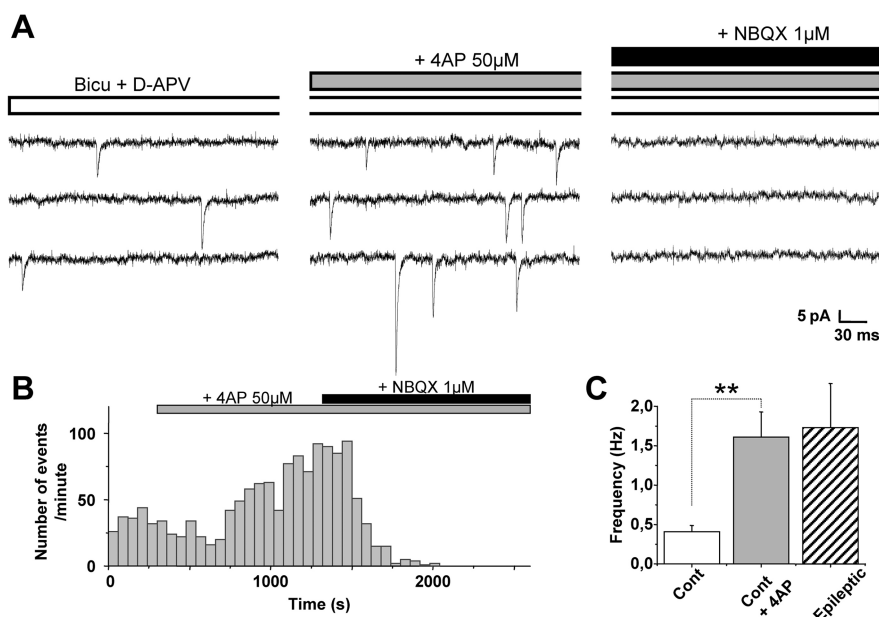 A
+ NBQX 1µM
+ 4AP 50µM
Bicu + D-APV
5 pA
30 ms
B
+ NBQX 1µM
+ 4AP 50µM
Number of events
/minute
100
50
0
0
1000
2000
Time (s)
C
**
Frequency (Hz)
2,0
1,5
1,0
0,5
0,0
Cont
Cont
+ 4AP
Epileptic